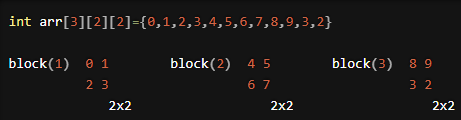 int arr[3][2][2]={0,1,2,3,4,5,6,7,8,9,3,2}
block(1) 0 1 block(2) 4 5 block(3) 8 9
2 3 6 7 3 2
2x2 2x2 2x2